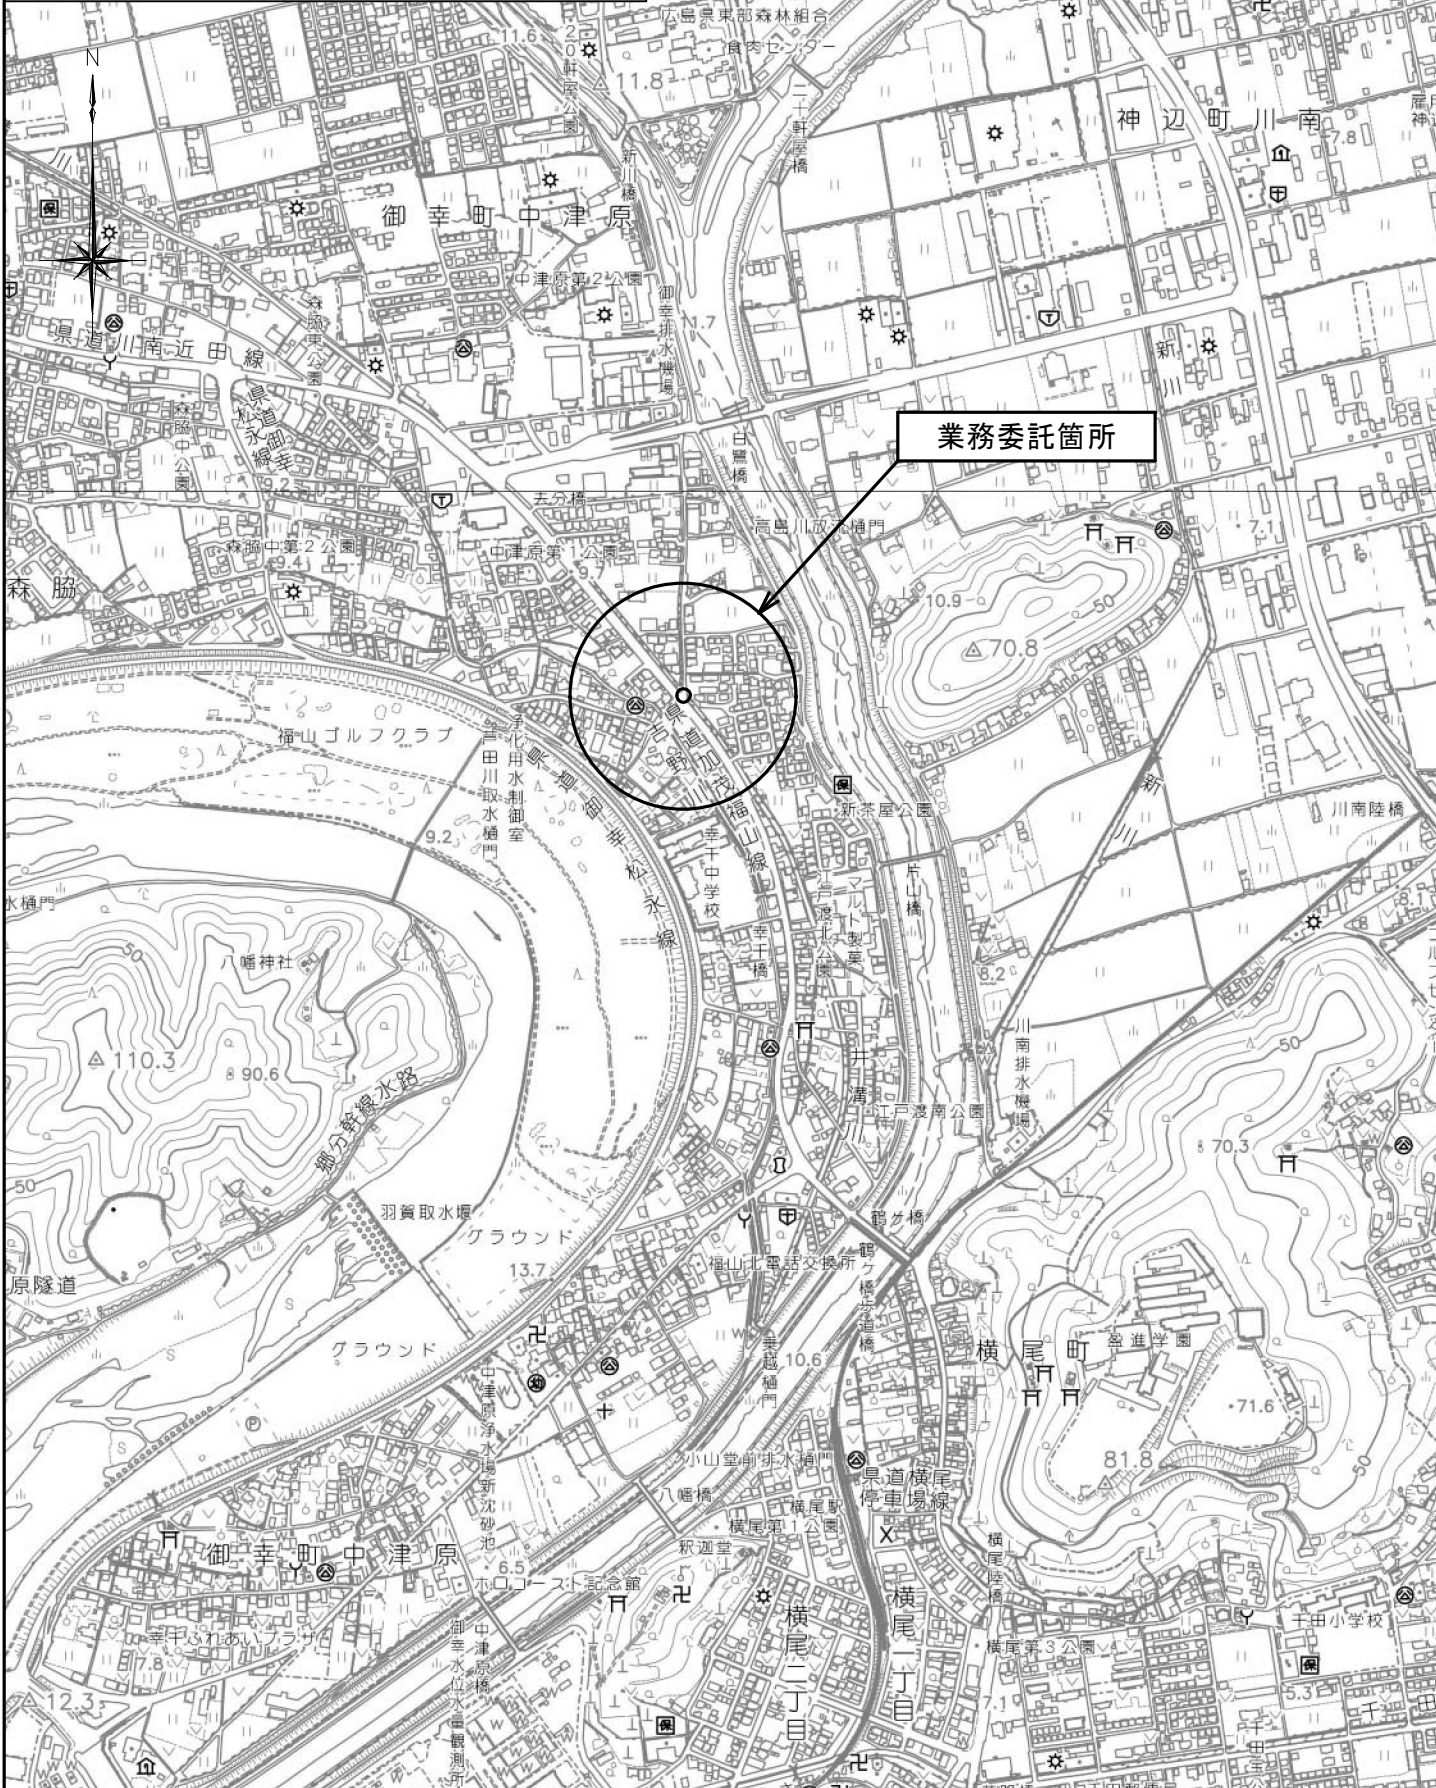 広島県東部森林組合
食肉センター
11.6
二十軒屋公園
11.8
二十軒屋橋
神辺町川南
7.8
N
川
新川橋
御幸町中津原
中津原第2公園
御幸排水機場
11.7
森脇東公園
県道川南近田線
県道御幸松永線
森脇中公園
9.2
新川
白鷺橋
業務委託箇所
去分橋
高島川放流樋門
7.1
森脇中第2公園
9.4
中津原第1公園
森脇
10.9
50
70.8
福山ゴルフクラブ
浄化用水制御室
芦田川取水樋門
県道御幸松永線
県道加茂福山線
吉野川
9.2
新茶屋公園
新川
川南陸橋
幸千中学校
幸千橋
江戸渡北公園
マルト製菓
片山橋
水樋門
8.1
8.2
八幡神社
50
110.3
90.6
郷分幹線水路
井溝川
川南排水機場
50
江戸渡南公園
70.3
50
羽賀取水堰
グラウンド
13.7
鶴ケ橋
福山北電話交換所
鶴ケ橋歩道橋
原隧道
グラウンド
乗越樋門
10.6
横尾町
盈進学園
71.6
81.8
50
中津原浄水場新沈砂池
小山堂前排水樋門
八幡橋
県道横尾停車場線
横尾駅
横尾第1公園
釈迦堂
横尾陸橋
御幸町中津原
6.5
ホロコースト記念館
幸千ふれあいプラザ
7.8
中津原橋
御幸水位水量観測所
12.3
横尾二丁目
横尾一丁目
横尾第3公園
千田小学校
7.1
5.3
千田